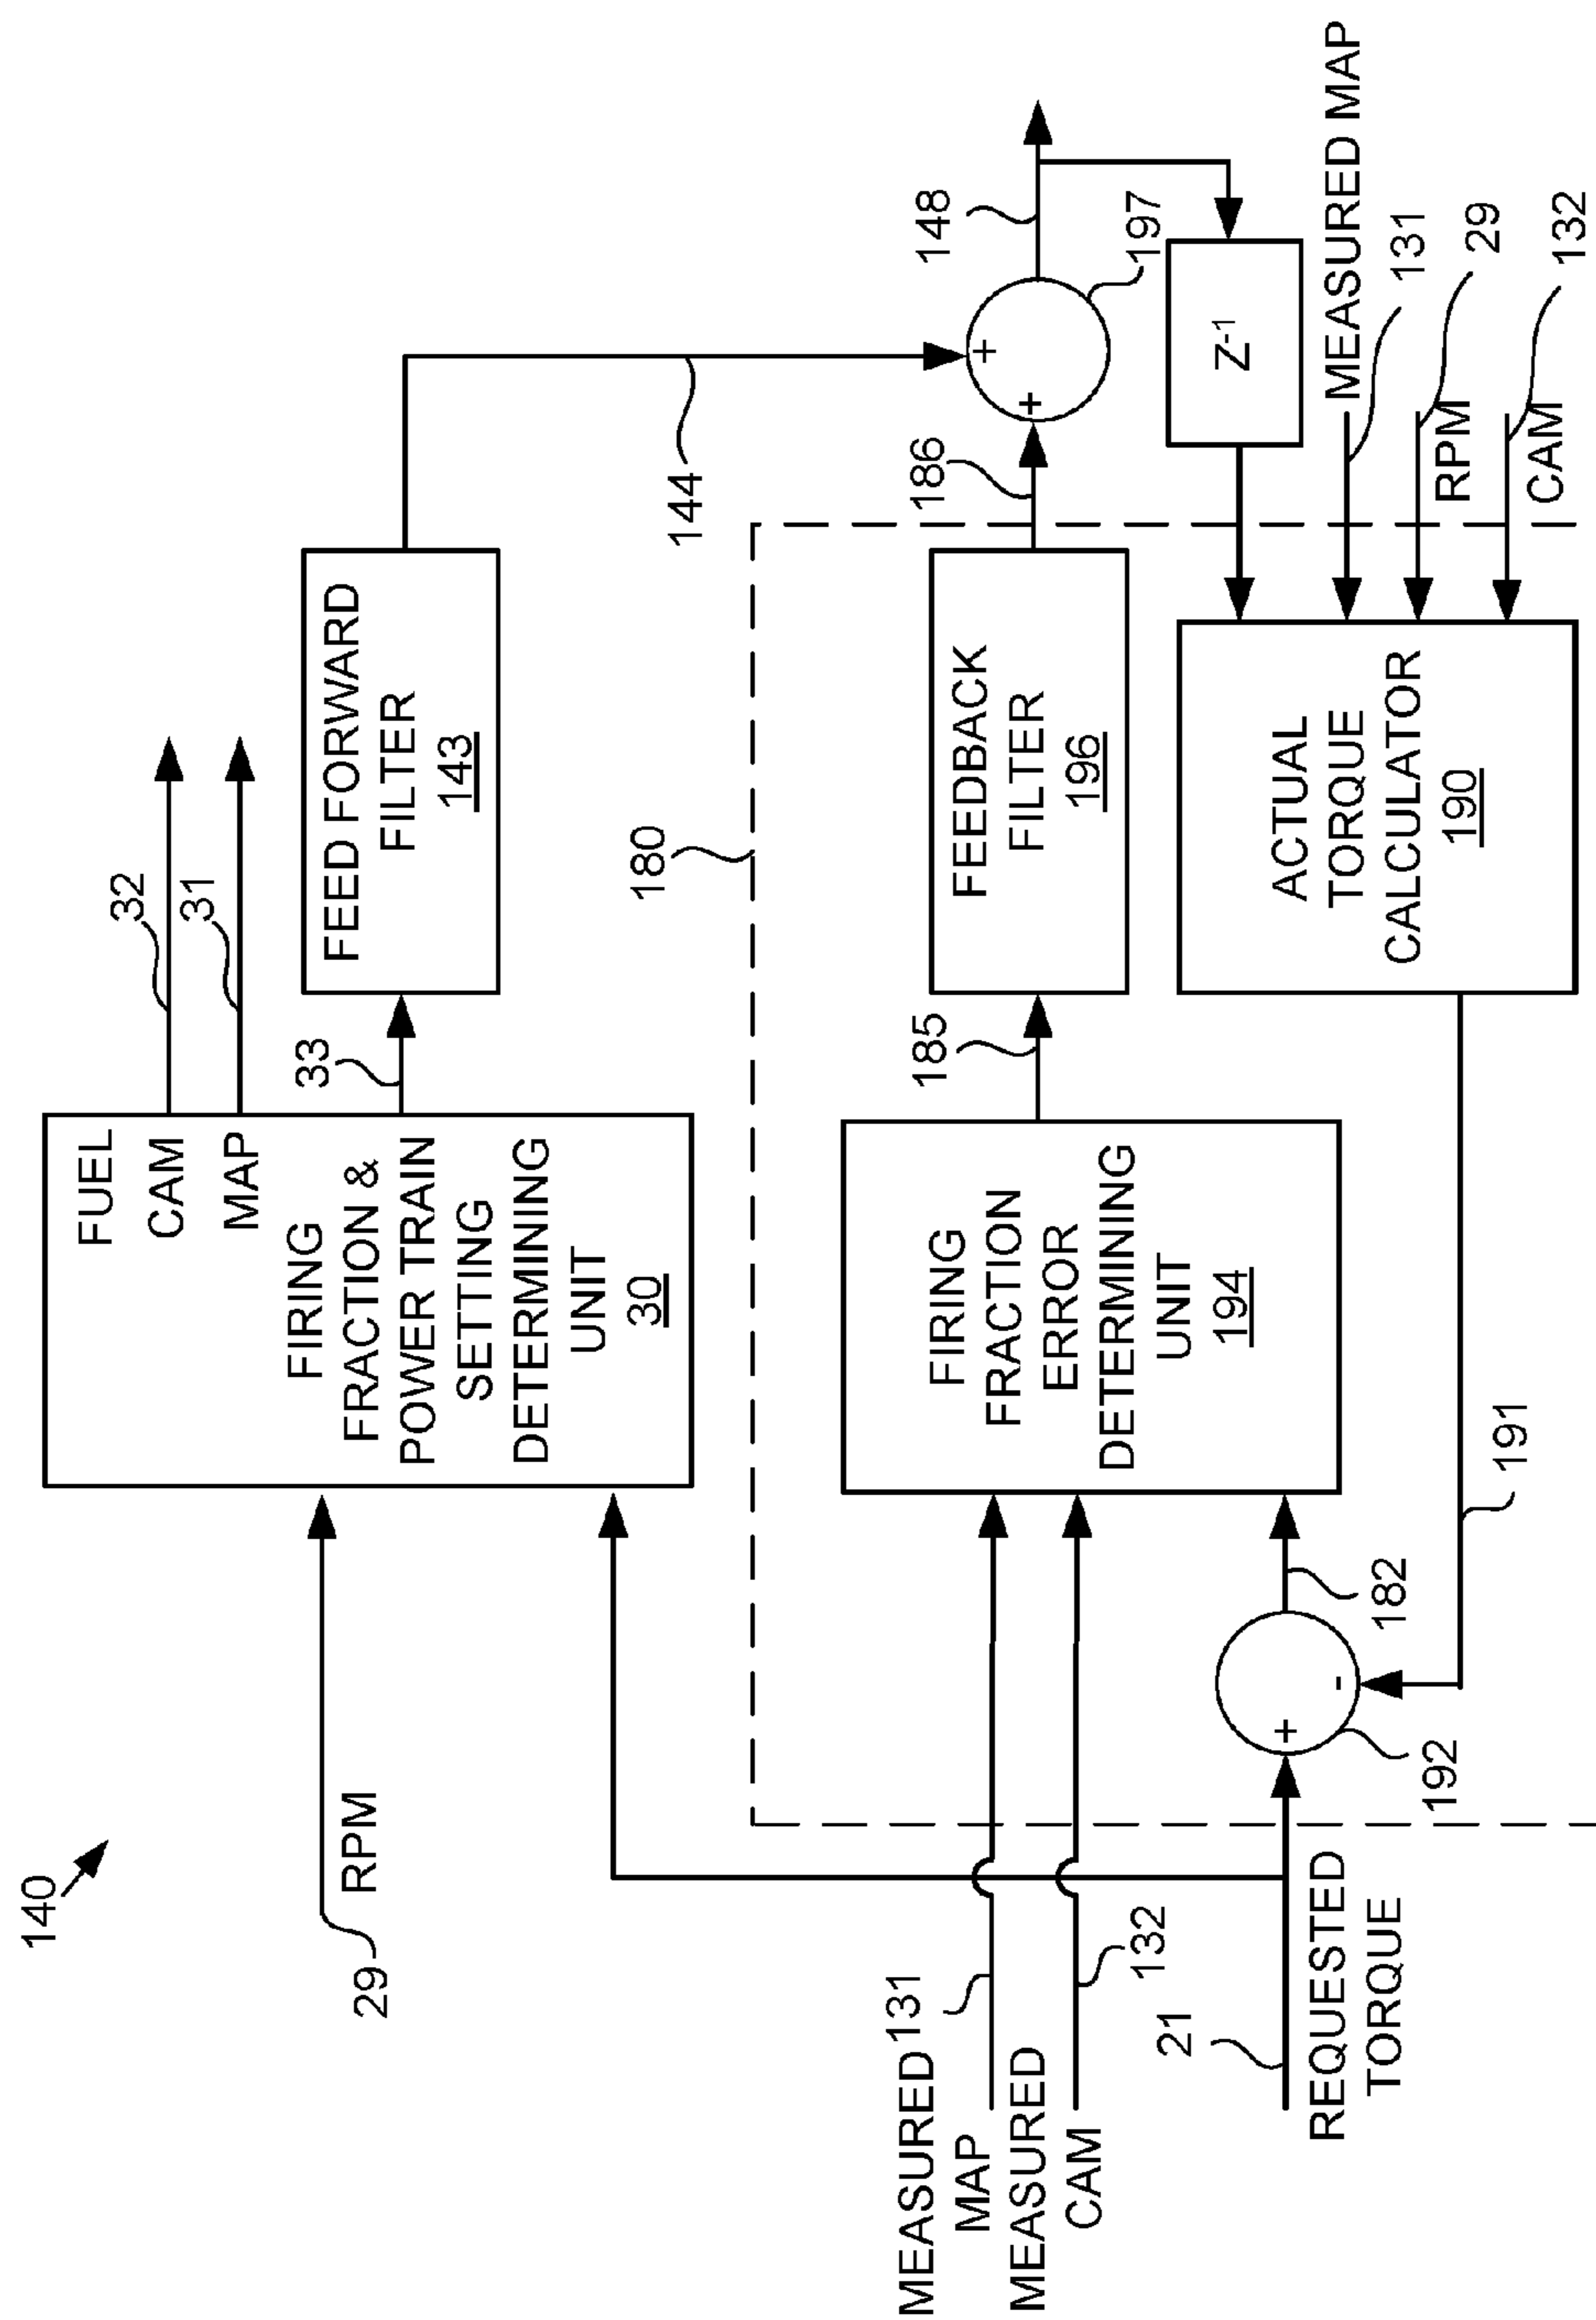 140
29
RPM
FUEL
CAM
MAP
FIRING
FRACTION &
POWER TRAIN
SETTING
DETERMINING
UNIT
30
32
31
33
FEED FORWARD
FILTER
143
144
180
MEASURED
MAP
131
MEASURED
CAM
132
21
REQUESTED
TORQUE
+
-
192
182
191
FIRING
FRACTION
ERROR
DETERMINING
UNIT
194
185
FEEDBACK
FILTER
196
186
+
+
148
197
Z-1
ACTUAL
TORQUE
CALCULATOR
190
MEASURED MAP
131
RPM
29
CAM
132